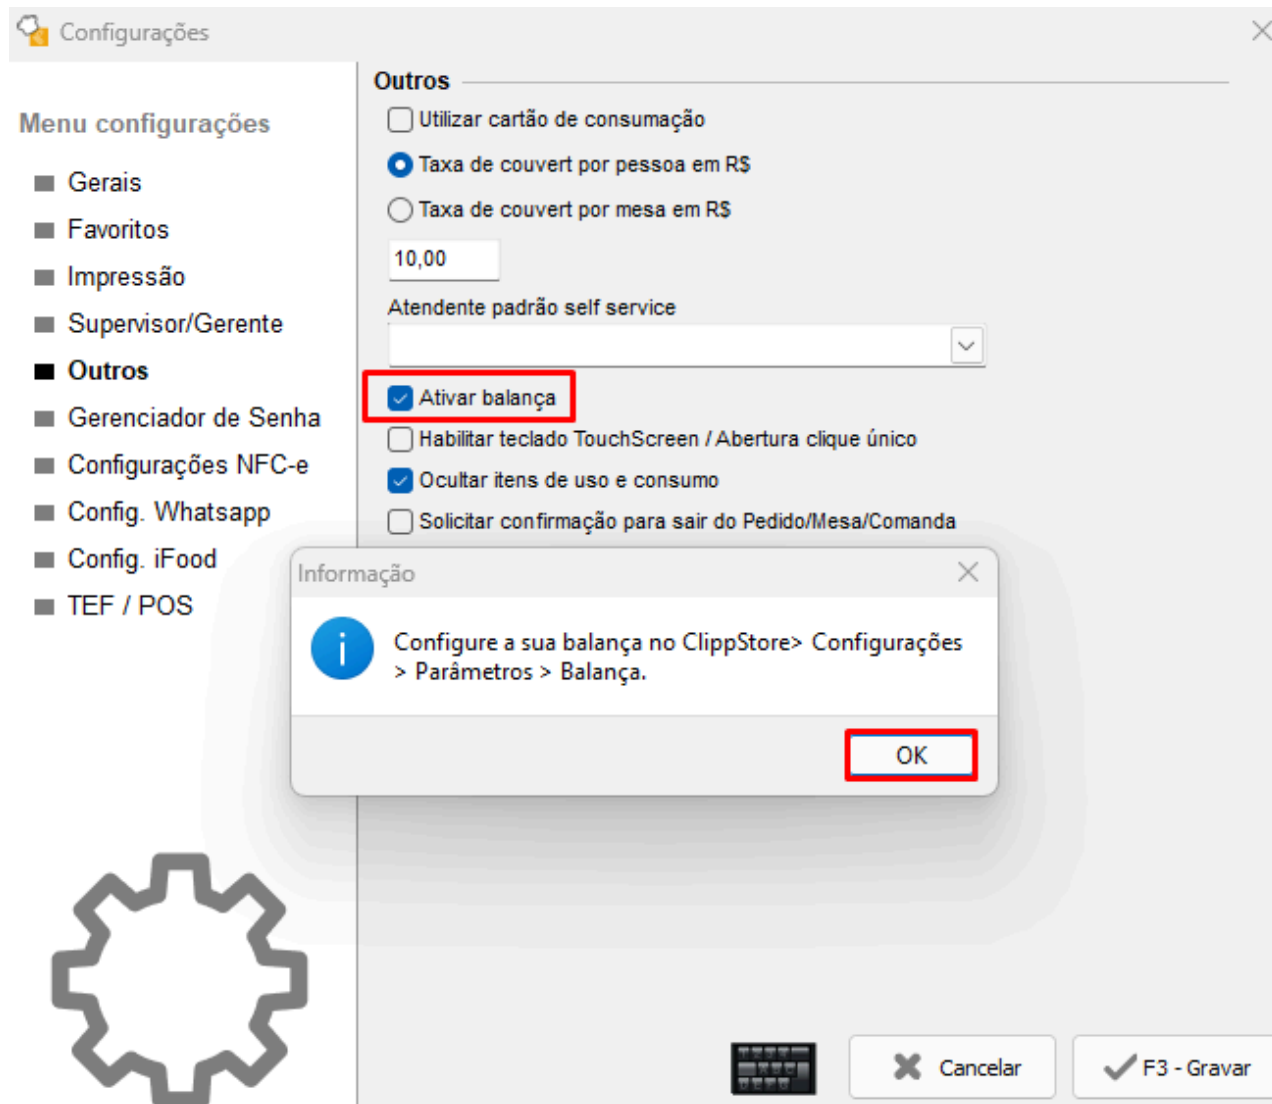 Configurações
Menu configurações
Gerais
Favoritos
Impressão
Supervisor/Gerente
Outros
Gerenciador de Senha
Configurações NFC-e
Config. Whatsapp
Config. iFood
TEF / POS
Outros
Utilizar cartão de consumação
Taxa de couvert por pessoa em R$
Taxa de couvert por mesa em R$
10,00
Atendente padrão self service
Ativar balança
Habilitar teclado TouchScreen / Abertura clique único
Ocultar itens de uso e consumo
Solicitar confirmação para sair do Pedido/Mesa/Comanda
Informação
Configure a sua balança no ClippStore> Configurações
> Parâmetros > Balança.
OK
Cancelar
F3 - Gravar